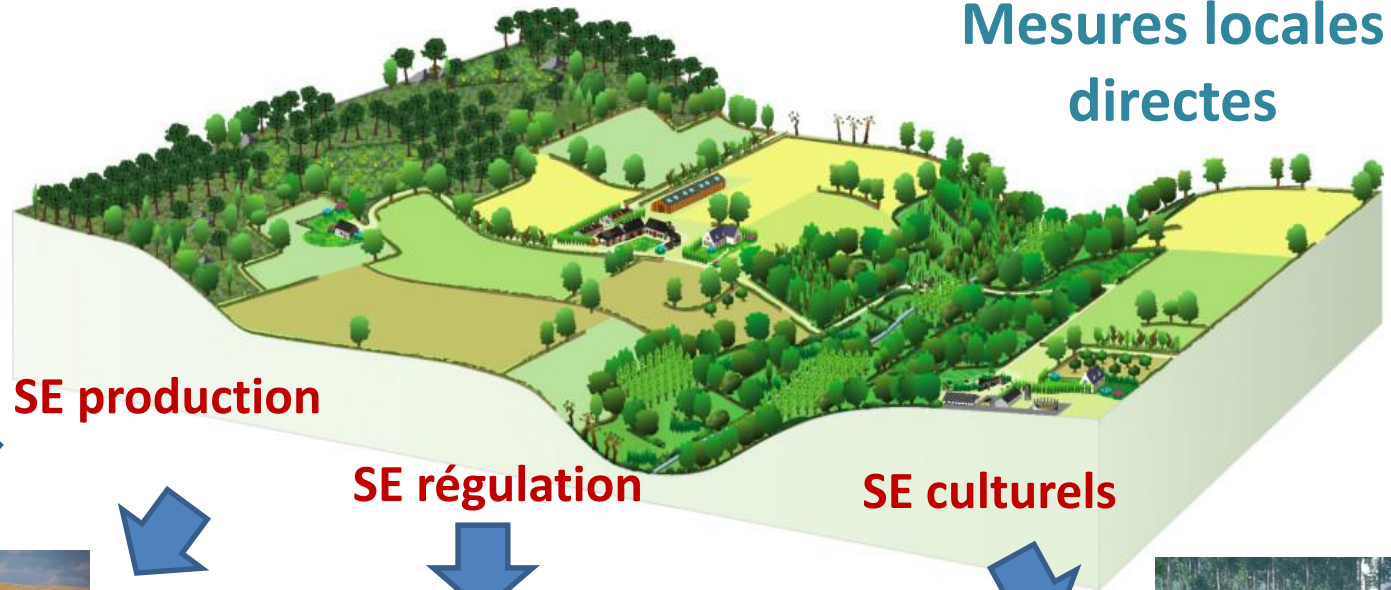 Mesures locales
directes
SE production
SE régulation
SE culturels